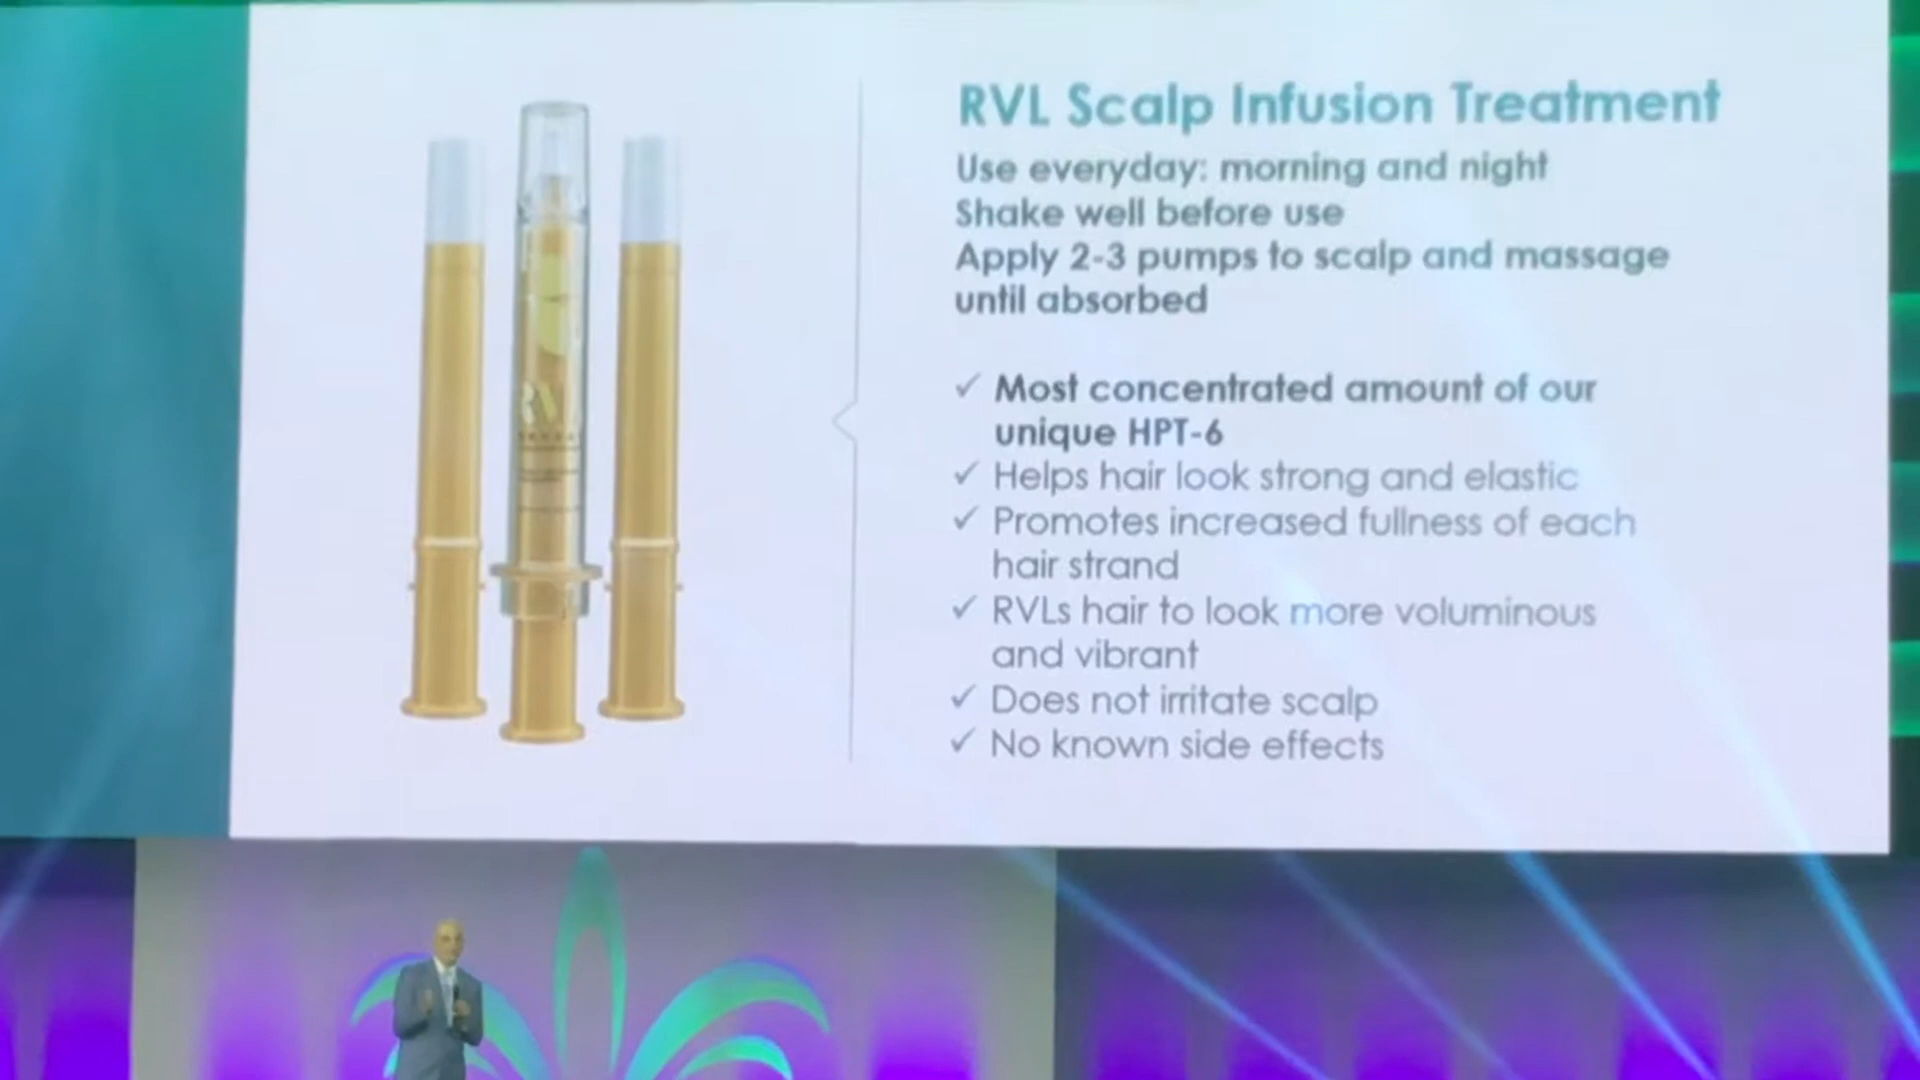 RVL Scalp Infusion Treatment
Use everyday: morning and night
Shake well before use
Apply 2-3 pumps to scalp and massage
until absorbed
✓ Most concentrated amount of our
unique HPT-6
✓ Helps hair look strong and elastic
✓ Promotes increased fullness of each
hair strand
✓ RVLs hair to look more voluminous
and vibrant
✓ Does not irritate scalp
✓ No known side effects
RVL